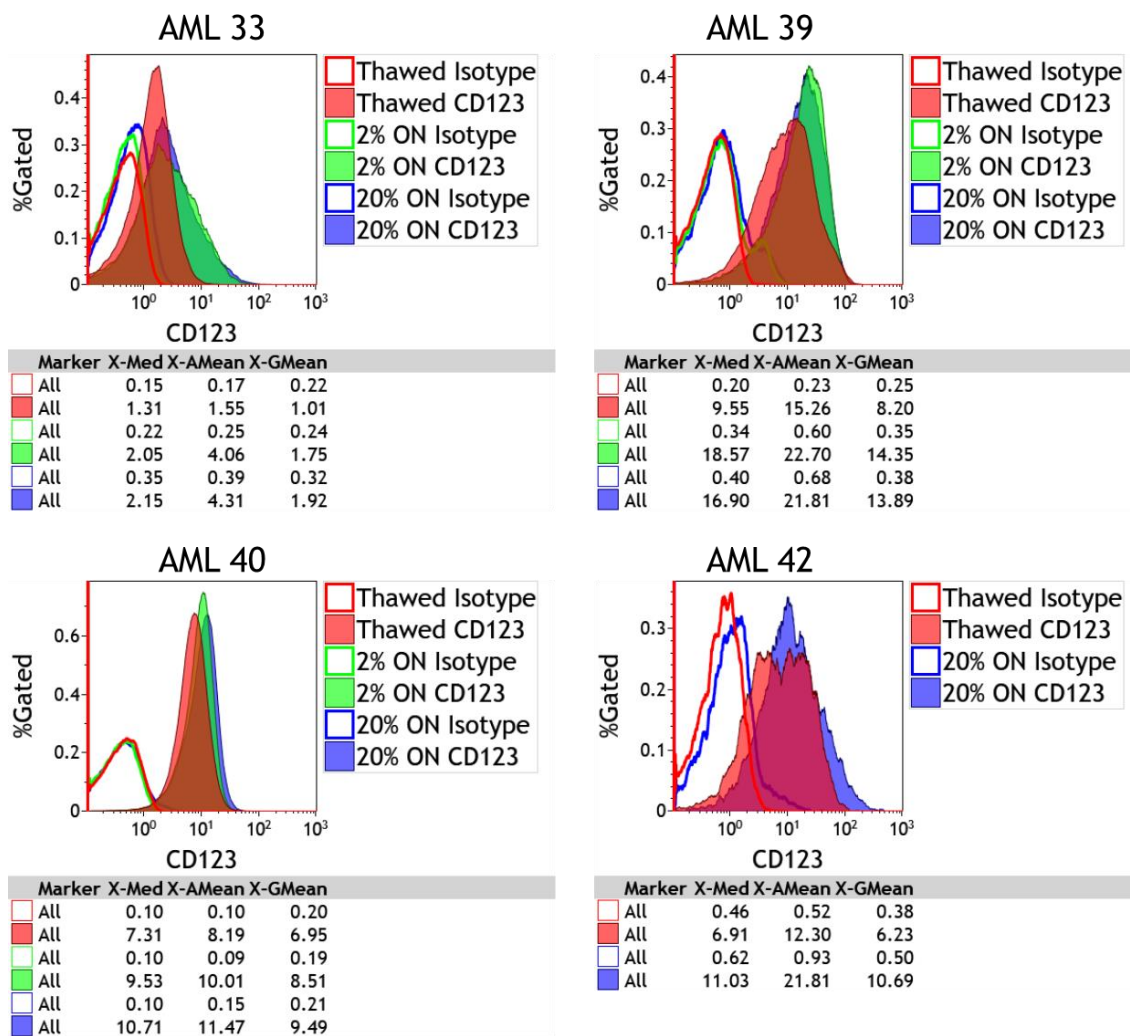 AML 33
%Gated
0.4
0.3
0.2
0.1
0
10⁰ 10¹ 10² 10³
CD123
Thawed Isotype
Thawed CD123
2% ON Isotype
2% ON CD123
20% ON Isotype
20% ON CD123
Marker X-Med X-AMean X-GMean
All 0.15 0.17 0.22
All 1.31 1.55 1.01
All 0.22 0.25 0.24
All 2.05 4.06 1.75
All 0.35 0.39 0.32
All 2.15 4.31 1.92
AML 39
%Gated
0.4
0.3
0.2
0.1
0
10⁰ 10¹ 10² 10³
CD123
Thawed Isotype
Thawed CD123
2% ON Isotype
2% ON CD123
20% ON Isotype
20% ON CD123
Marker X-Med X-AMean X-GMean
All 0.20 0.23 0.25
All 9.55 15.26 8.20
All 0.34 0.60 0.35
All 18.57 22.70 14.35
All 0.40 0.68 0.38
All 16.90 21.81 13.89
AML 40
%Gated
0.6
0.4
0.2
0
10⁰ 10¹ 10² 10³
CD123
Thawed Isotype
Thawed CD123
2% ON Isotype
2% ON CD123
20% ON Isotype
20% ON CD123
Marker X-Med X-AMean X-GMean
All 0.10 0.10 0.20
All 7.31 8.19 6.95
All 0.10 0.09 0.19
All 9.53 10.01 8.51
All 0.10 0.15 0.21
All 10.71 11.47 9.49
AML 42
%Gated
0.3
0.2
0.1
0
10⁰ 10¹ 10² 10³
CD123
Thawed Isotype
Thawed CD123
20% ON Isotype
20% ON CD123
Marker X-Med X-AMean X-GMean
All 0.46 0.52 0.38
All 6.91 12.30 6.23
All 0.62 0.93 0.50
All 11.03 21.81 10.69